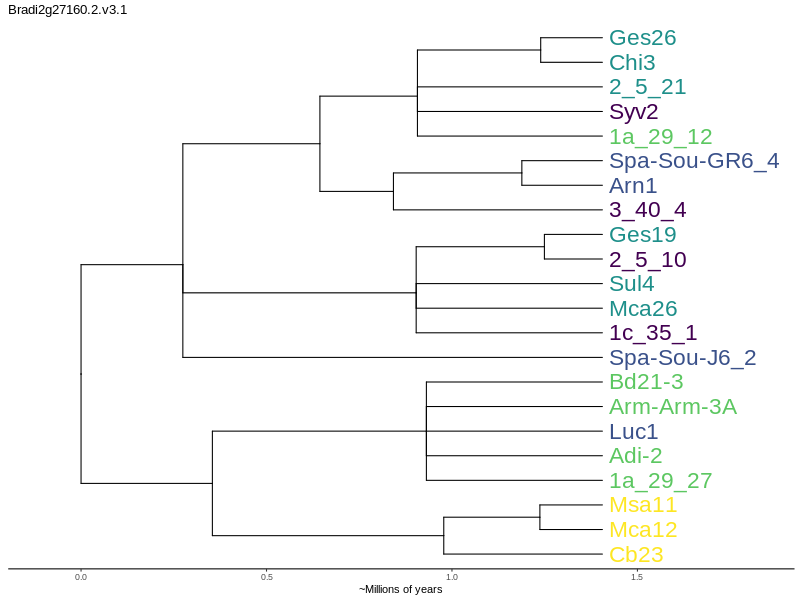 Bradi2g27160.2.v3.1
Ges26
Chi3
2_5_21
Syv2
1a_29_12
Spa-Sou-GR6_4
Arn1
3_40_4
Ges19
2_5_10
Sul4
Mca26
1c_35_1
Spa-Sou-J6_2
Bd21-3
Arm-Arm-3A
Luc1
Adi-2
1a_29_27
Msa11
Mca12
Cb23
0.0 0.5 1.0 1.5
~Millions of years